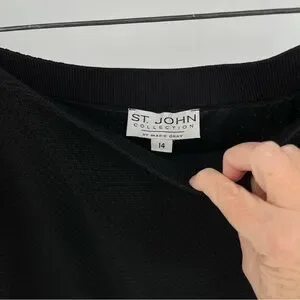 ST. JOHN
COLLECTION
BY MARIE GRAY
14